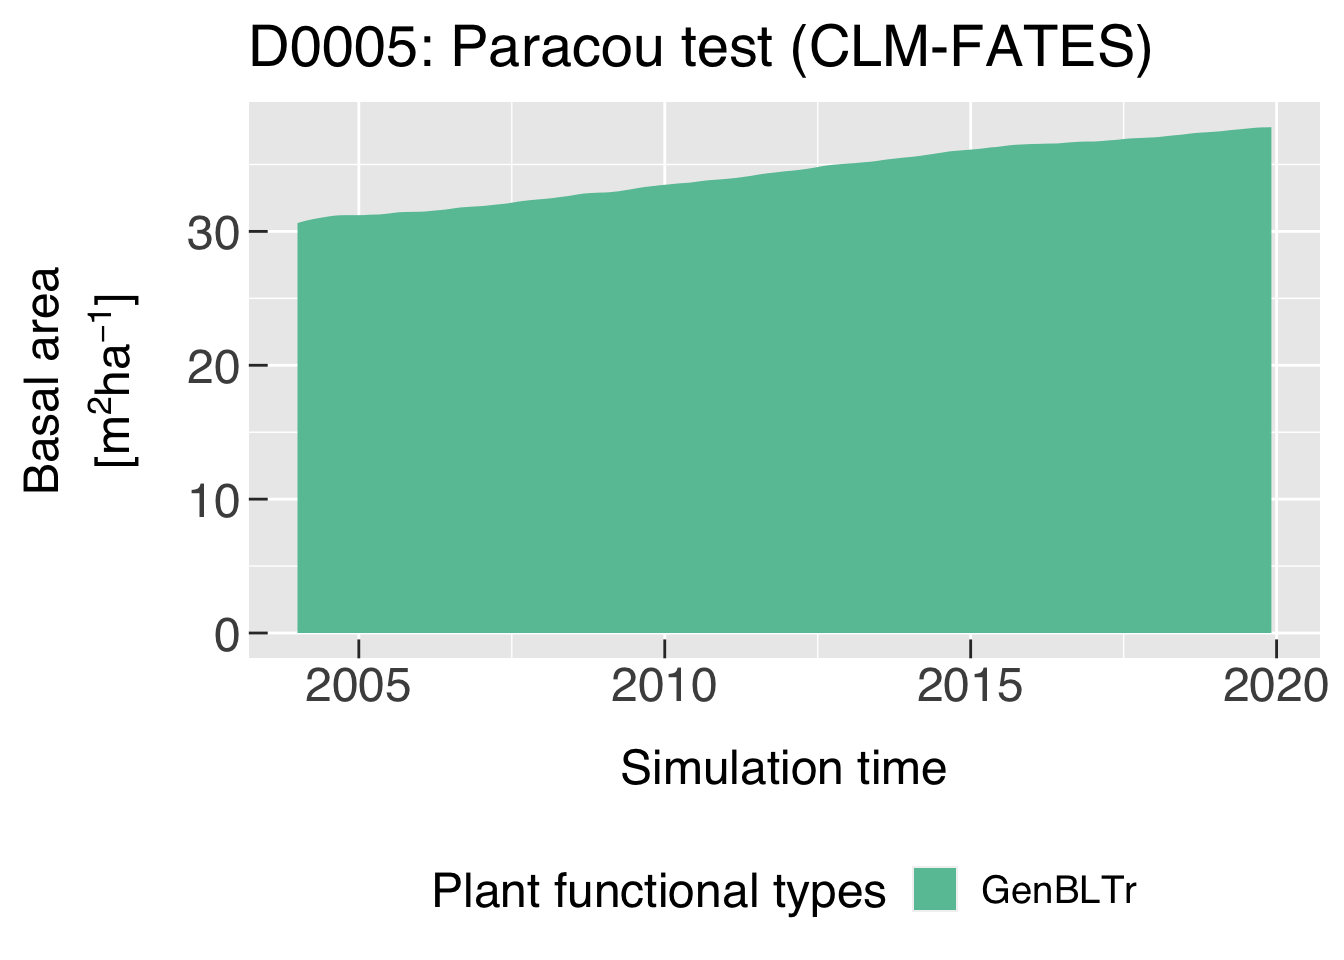 D0005: Paracou test (CLM-FATES)
Basal area
[m²ha⁻¹]
30
20
10
0
2005 2010 2015 2020
Simulation time
Plant functional types GenBLTr